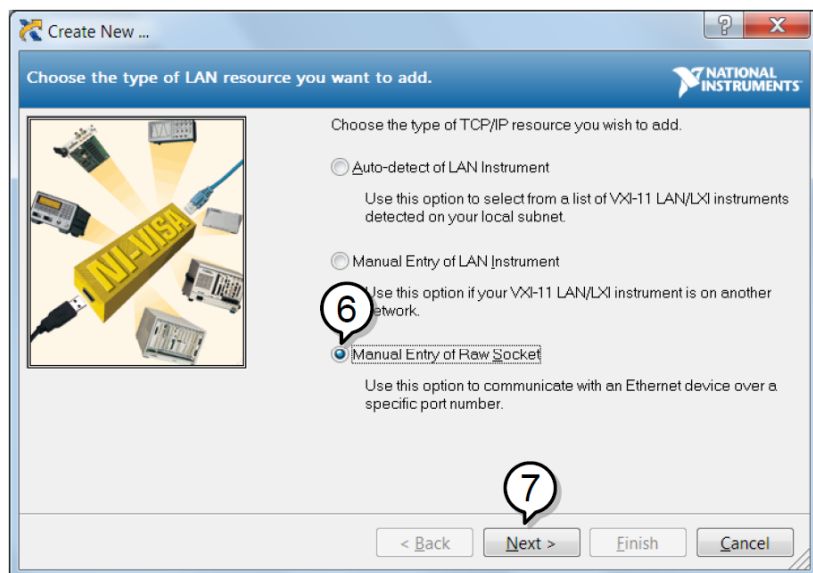 Create New ...
Choose the type of LAN resource you want to add.
NATIONAL
INSTRUMENTS
Choose the type of TCP/IP resource you wish to add.
Auto-detect of LAN Instrument
Use this option to select from a list of VXI-11 LAN/LXI instruments
detected on your local subnet.
NI-VISA
Manual Entry of LAN Instrument
Use this option if your VXI-11 LAN/LXI instrument is on another
etwork.
6
Manual Entry of Raw Socket
Use this option to communicate with an Ethernet device over a
specific port number.
7
< Back
Next >
Finish
Cancel